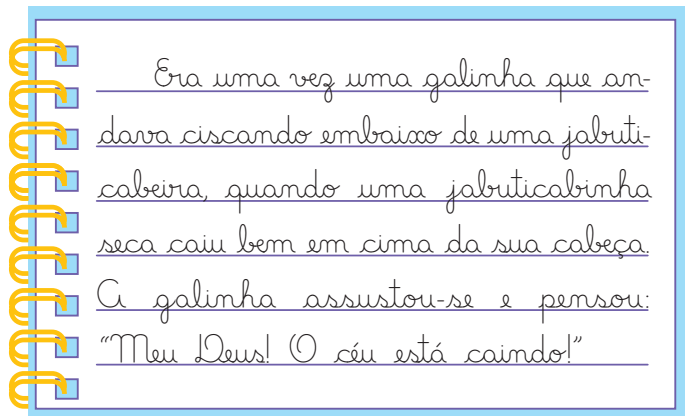 Era uma vez uma galinha que an-
dava ciscando embaixo de uma jabuti-
cabeira, quando uma jabuticabinha
seca caiu bem em cima da sua cabeça.
A galinha assustou-se e pensou:
“Meu Deus! O céu está caindo!”